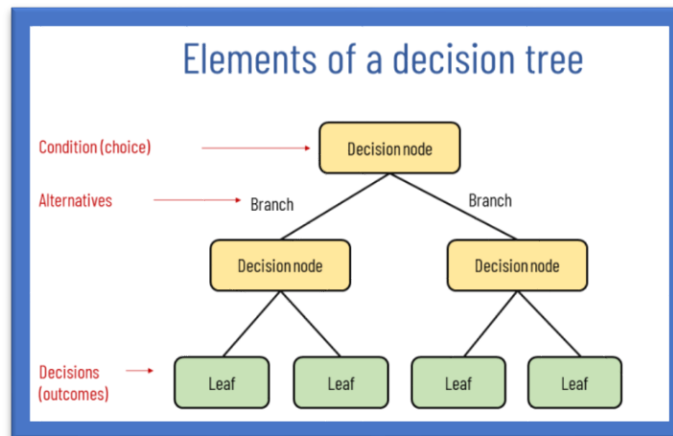 Elements of a decision tree
Condition (choice)
Decision node
Alternatives
Branch
Branch
Decision node
Decision node
Decisions
(outcomes)
Leaf
Leaf
Leaf
Leaf